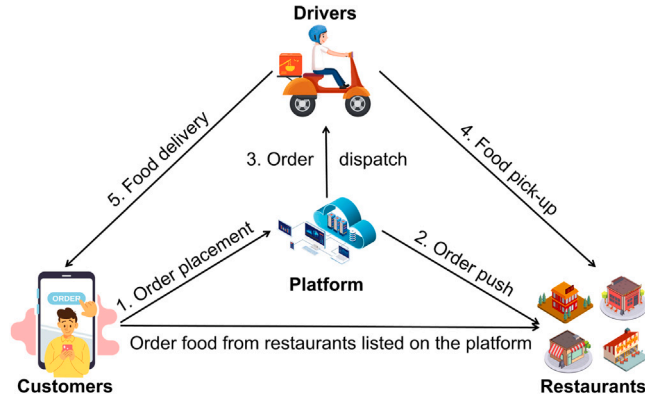 Drivers
5. Food delivery
3. Order dispatch
4. Food pick-up
1. Order placement
Platform
2. Order push
ORDER
Order food from restaurants listed on the platform
Customers
Restaurants